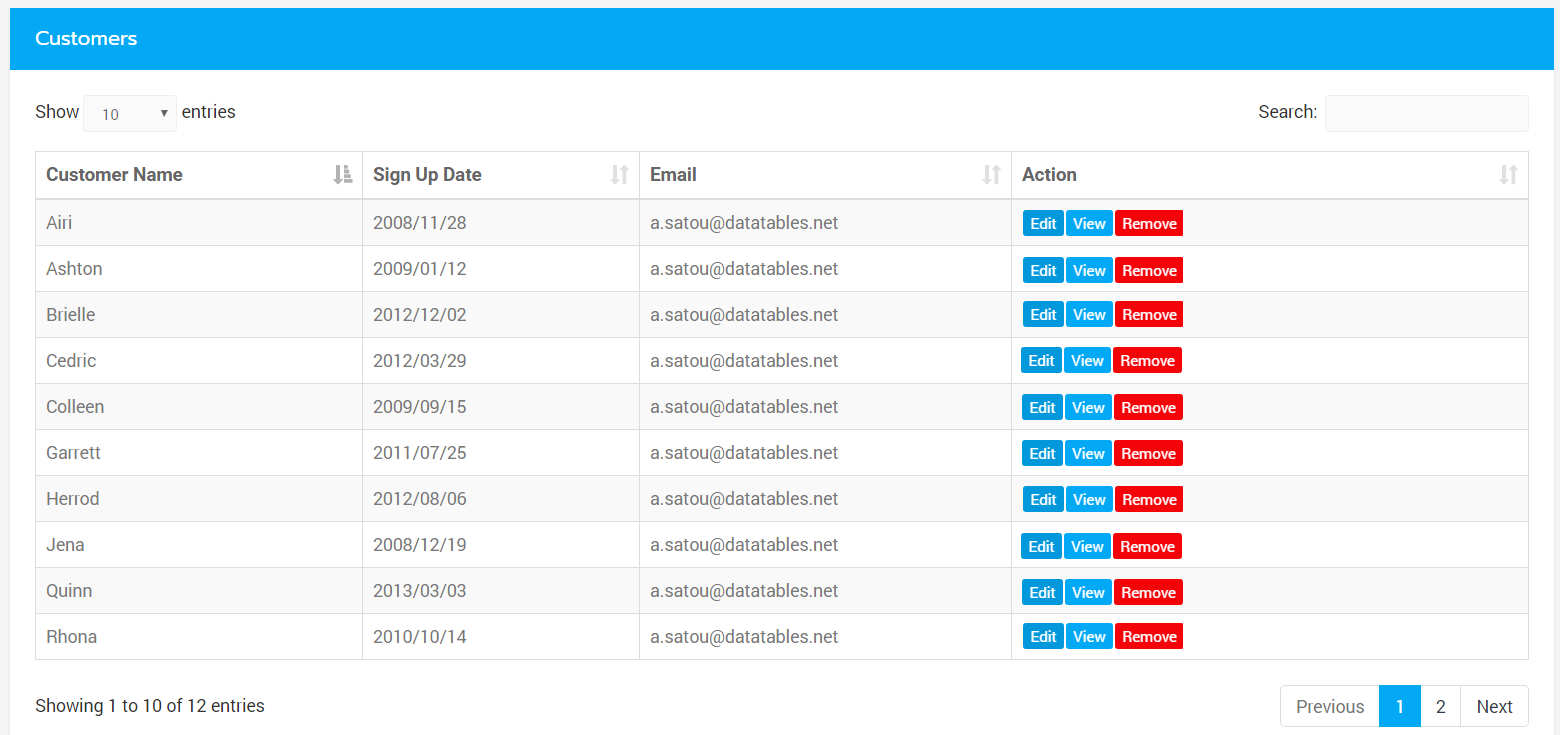 Customers
Show 10 entries Search:
Customer Name Sign Up Date Email Action
Airi 2008/11/28 a.satou@datatables.net Edit View Remove
Ashton 2009/01/12 a.satou@datatables.net Edit View Remove
Brielle 2012/12/02 a.satou@datatables.net Edit View Remove
Cedric 2012/03/29 a.satou@datatables.net Edit View Remove
Colleen 2009/09/15 a.satou@datatables.net Edit View Remove
Garrett 2011/07/25 a.satou@datatables.net Edit View Remove
Herrod 2012/08/06 a.satou@datatables.net Edit View Remove
Jena 2008/12/19 a.satou@datatables.net Edit View Remove
Quinn 2013/03/03 a.satou@datatables.net Edit View Remove
Rhona 2010/10/14 a.satou@datatables.net Edit View Remove
Showing 1 to 10 of 12 entries Previous 1 2 Next